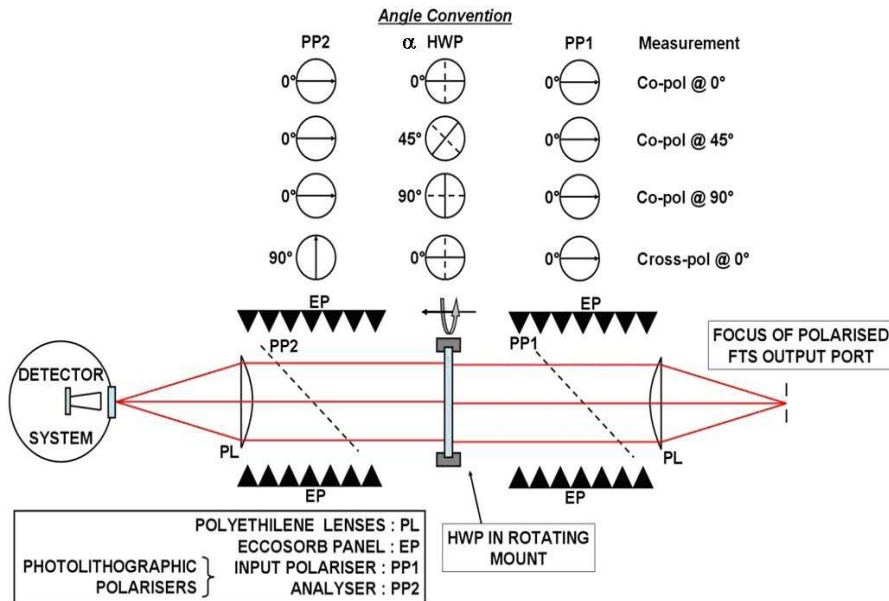 Angle Convention
PP2 α HWP PP1 Measurement
0° 0° 0° Co-pol @ 0°
0° 45° 0° Co-pol @ 45°
0° 90° 0° Co-pol @ 90°
90° 0° 0° Cross-pol @ 0°
EP EP
PP2 PP1
FOCUS OF POLARISED
FTS OUTPUT PORT
DETECTOR
SYSTEM
PL PL
EP EP
POLYETHILENE LENSES : PL
ECCOSORB PANEL : EP
PHOTOLITHOGRAPHIC
POLARISERS
INPUT POLARISER : PP1
ANALYSER : PP2
HWP IN ROTATING
MOUNT